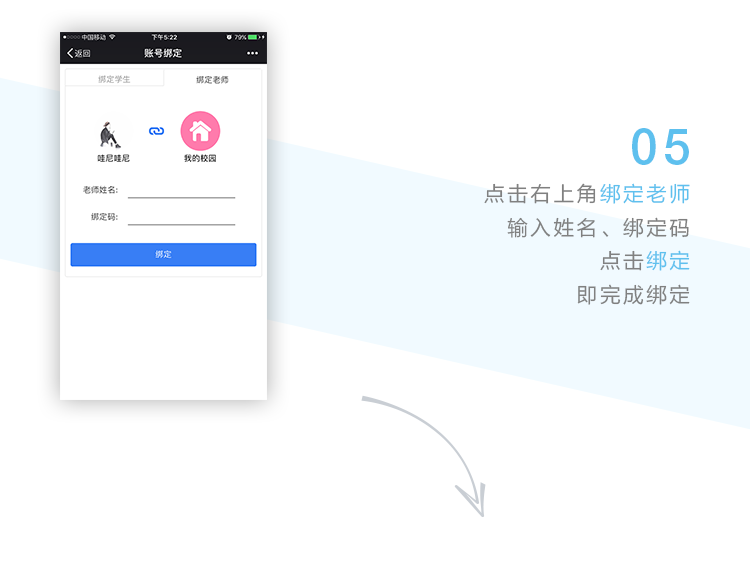 中国移动 下午5:22 79%
返回 账号绑定
绑定学生 绑定老师
哇尼哇尼 我的校园
老师姓名:
绑定码:
绑定
05
点击右上角绑定老师
输入姓名、绑定码
点击绑定
即完成绑定